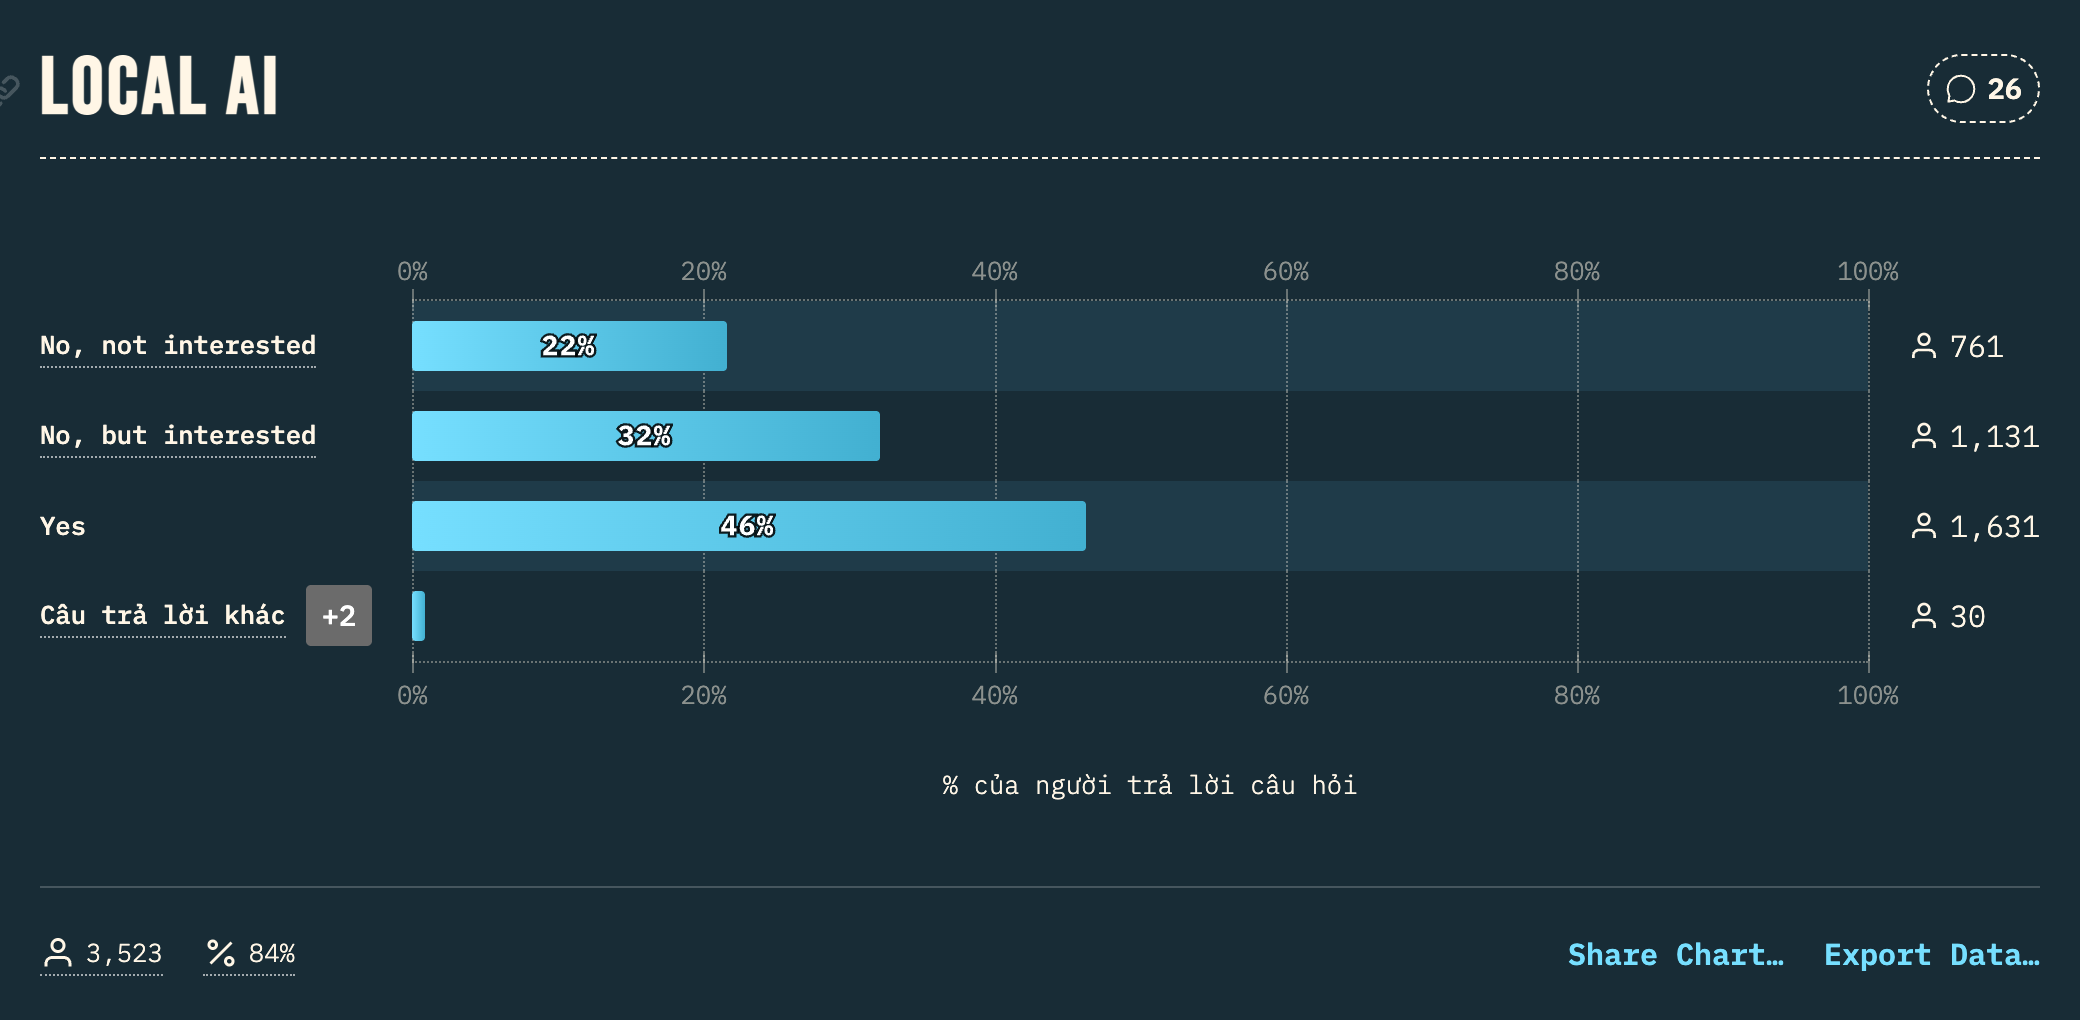 LOCAL AI
26
0% 20% 40% 60% 80% 100%
No, not interested 22% 761
No, but interested 32% 1,131
Yes 46% 1,631
Câu trả lời khác +2 30
0% 20% 40% 60% 80% 100%
% của người trả lời câu hỏi
3,523 84% Share Chart… Export Data…